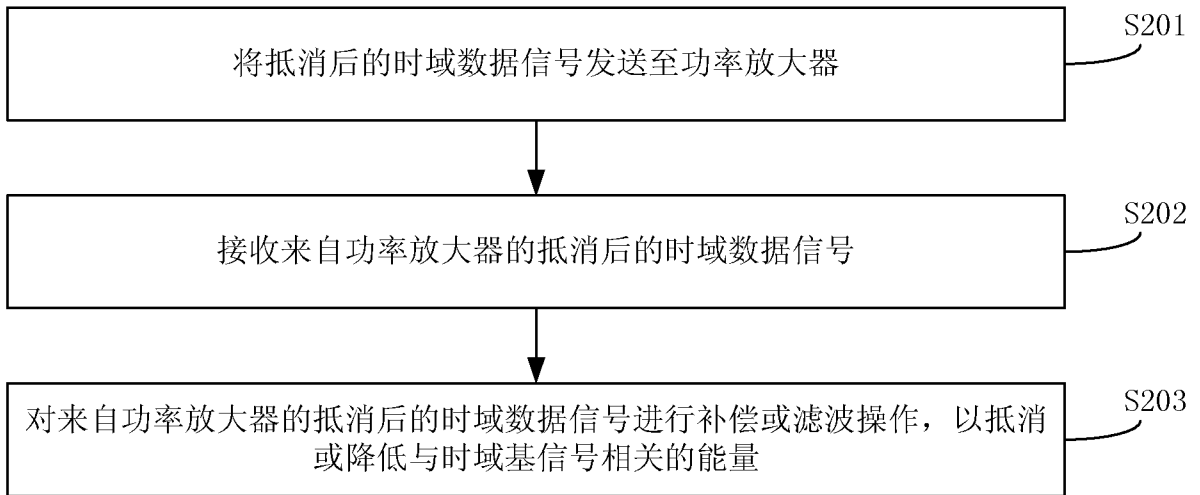 将抵消后的时域数据信号发送至功率放大器
S201
接收来自功率放大器的抵消后的时域数据信号
S202
对来自功率放大器的抵消后的时域数据信号进行补偿或滤波操作，以抵消
或降低与时域基信号相关的能量
S203